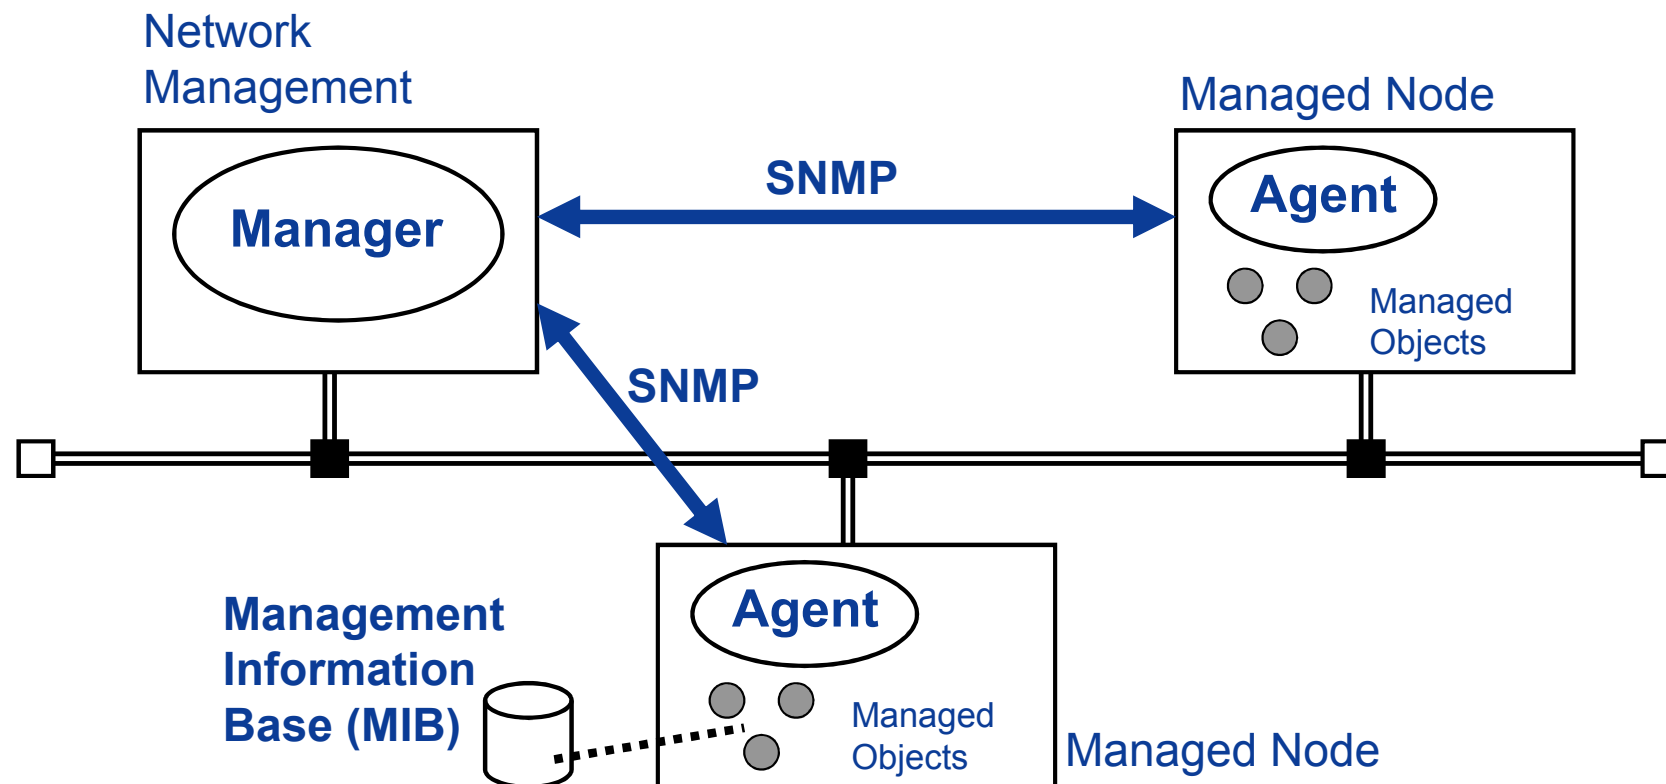 Network
Management
Managed Node
SNMP
Manager
Agent
Managed
Objects
SNMP
Agent
Management
Information
Base (MIB)
Managed
Objects
Managed Node